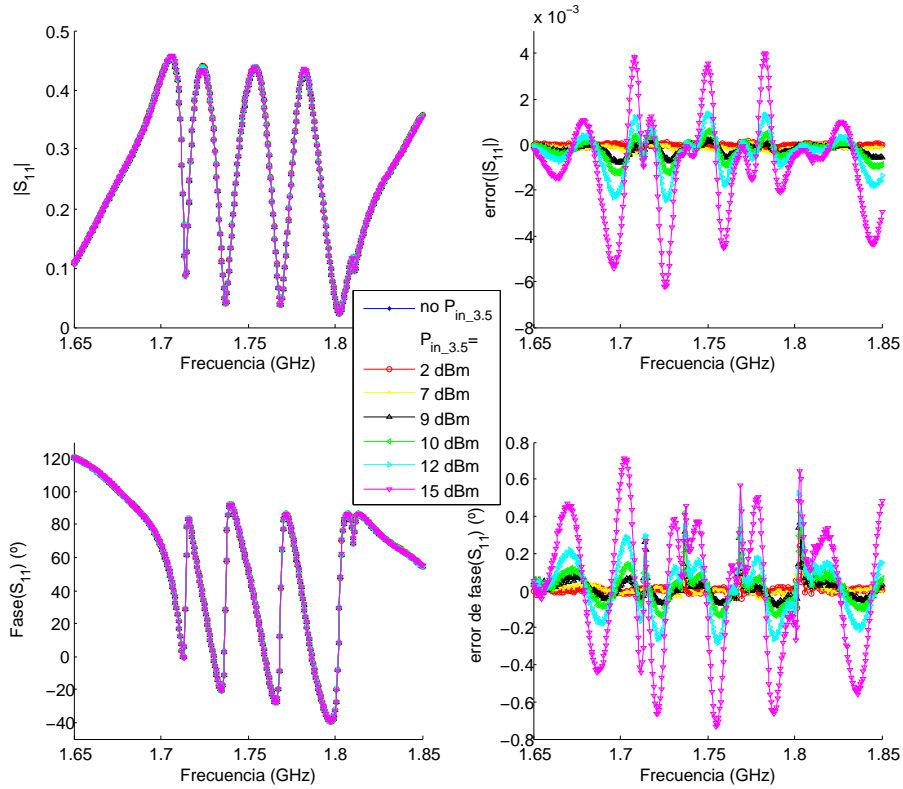 0.5
0.4
0.3
0.2
0.1
0
1.65
1.7
1.75
1.8
|S11|
Frecuencia (GHz)
x 10−3
4
2
0
−2
−4
−6
−8
1.65
1.7
1.75
1.8
1.85
error(|S11|)
Frecuencia (GHz)
no Pin_3.5
Pin_3.5=
2 dBm
7 dBm
9 dBm
10 dBm
12 dBm
15 dBm
120
100
80
60
40
20
0
−20
−40
1.65
1.7
1.75
1.8
1.85
Fase(S11) (º)
Frecuencia (GHz)
0.8
0.6
0.4
0.2
0
−0.2
−0.4
−0.6
−0.8
1.65
1.7
1.75
1.8
1.85
error de fase(S11) (º)
Frecuencia (GHz)